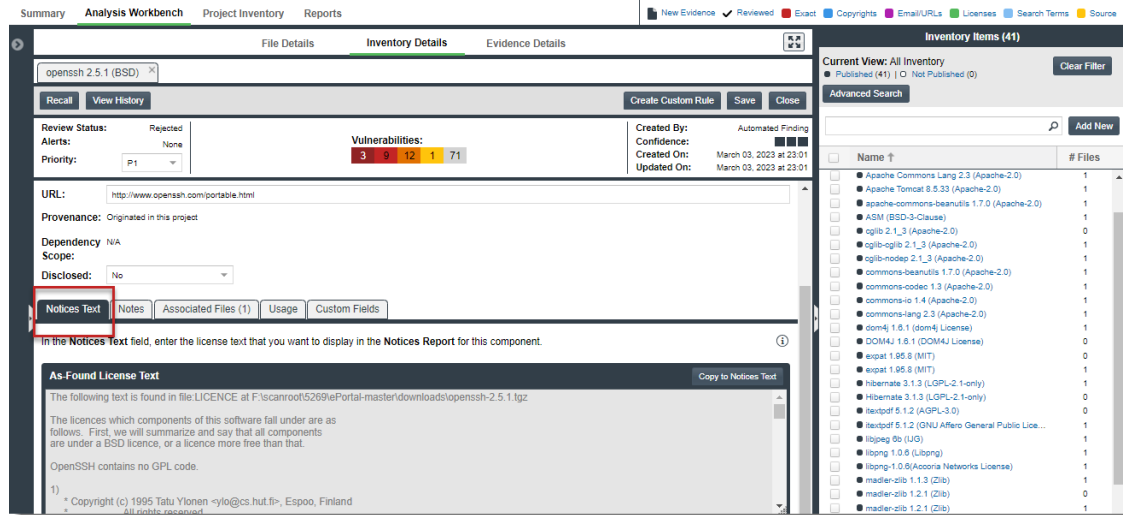 Summary Analysis Workbench Project Inventory Reports
New Evidence Reviewed Exact Copyrights Email/URLs Licenses Search Terms Source
File Details Inventory Details Evidence Details
openssh 2.5.1 (BSD) ×
Recall View History Create Custom Rule Save Close
Review Status: Rejected
Alerts: None
Priority: P1
Vulnerabilities:
3 9 12 1 71
Created By: Automated Finding
Confidence:
Created On: March 03, 2023 at 23:01
Updated On: March 03, 2023 at 23:01
URL: http://www.openssh.com/portable.html
Provenance: Originated in this project
Dependency N/A
Scope:
Disclosed: No
Notices Text Notes Associated Files (1) Usage Custom Fields
In the Notices Text field, enter the license text that you want to display in the Notices Report for this component.
As-Found License Text Copy to Notices Text
The following text is found in file:LICENCE at F:\scanroot\5269\ePortal-master\downloads\openssh-2.5.1.tgz
The licences which components of this software fall under are as
follows. First, we will summarize and say that all components
are under a BSD licence, or a licence more free than that.
OpenSSH contains no GPL code.
1)
* Copyright (c) 1995 Tatu Ylonen <ylo@cs.hut.fi>, Espoo, Finland
* All rights reserved
Inventory Items (41)
Current View: All Inventory
Published (41) | Not Published (0)
Clear Filter
Advanced Search
Add New
Name ↑ # Files
Apache Commons Lang 2.3 (Apache-2.0) 1
Apache Tomcat 8.5.33 (Apache-2.0) 1
apache-commons-beanutils 1.7.0 (Apache-2.0) 1
ASM (BSD-3-Clause) 1
cglib 2.1_3 (Apache-2.0) 0
cglib-cglib 2.1_3 (Apache-2.0) 1
cglib-nodep 2.1_3 (Apache-2.0) 1
commons-beanutils 1.7.0 (Apache-2.0) 1
commons-codec 1.3 (Apache-2.0) 1
commons-io 1.4 (Apache-2.0) 1
commons-lang 2.3 (Apache-2.0) 1
dom4j 1.6.1 (dom4j License) 1
DOM4J 1.6.1 (DOM4J License) 0
expat 1.95.8 (MIT) 0
expat 1.95.8 (MIT) 1
hibernate 3.1.3 (LGPL-2.1-only) 1
Hibernate 3.1.3 (LGPL-2.1-only) 0
itextpdf 5.1.2 (AGPL-3.0) 0
itextpdf 5.1.2 (GNU Affero General Public Lice... 1
libjpeg 6b (IJG) 1
libpng 1.0.6 (Libpng) 1
libpng-1.0.6(Accoria Networks License) 1
madler-zlib 1.1.3 (Zlib) 1
madler-zlib 1.2.1 (Zlib) 0
madler-zlib 1.2.1 (Zlib) 1